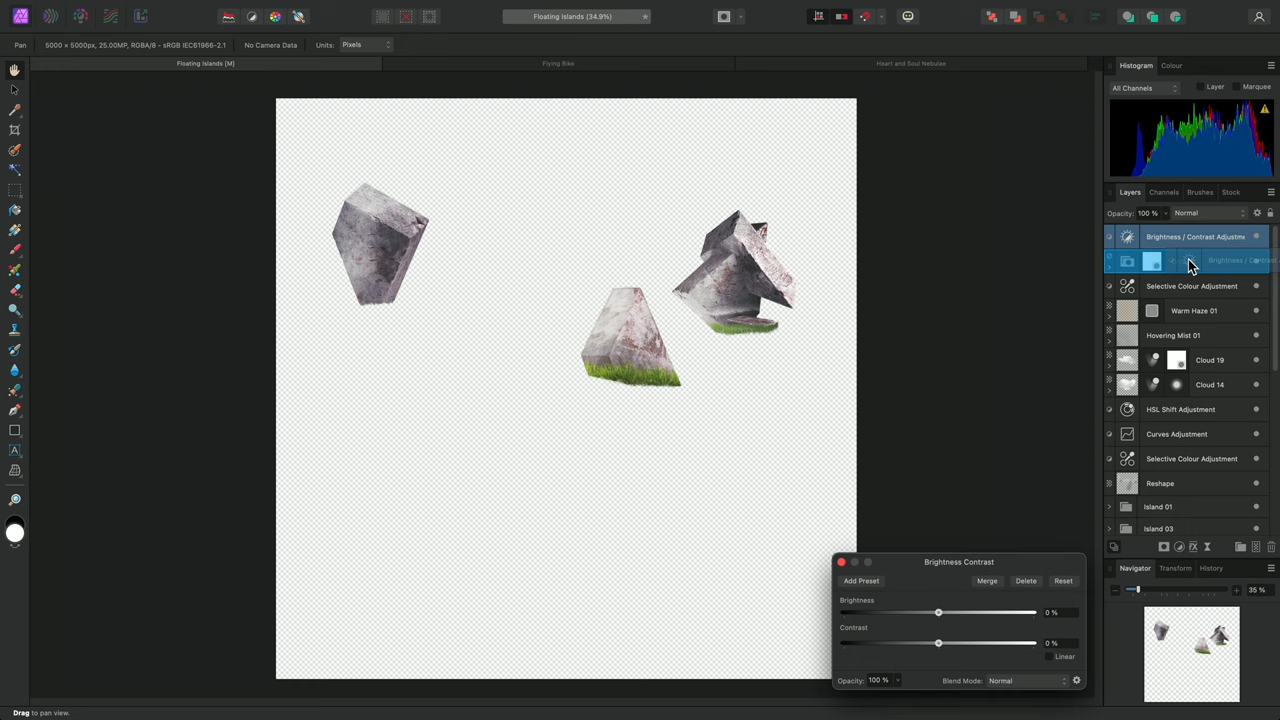 Floating Islands (34.9%)
Pan
5000 × 5000px, 25.00MP, RGBA/8 - sRGB IEC61966-2.1
No Camera Data
Units:
Pixels
Floating Islands [M]
Flying Bike
Heart and Soul Nebulae
Histogram
Colour
All Channels
Layer
Marquee
Layers
Channels
Brushes
Stock
Opacity:
100 %
Normal
Brightness / Contrast Adjustme
Brightness / Contrast
Selective Colour Adjustment
Warm Haze 01
Hovering Mist 01
Cloud 19
Cloud 14
HSL Shift Adjustment
Curves Adjustment
Selective Colour Adjustment
Reshape
Island 01
Island 03
Brightness Contrast
Add Preset
Merge
Delete
Reset
Brightness
0 %
Contrast
0 %
Linear
Opacity:
100 %
Blend Mode:
Normal
Navigator
Transform
History
35 %
Drag to pan view.